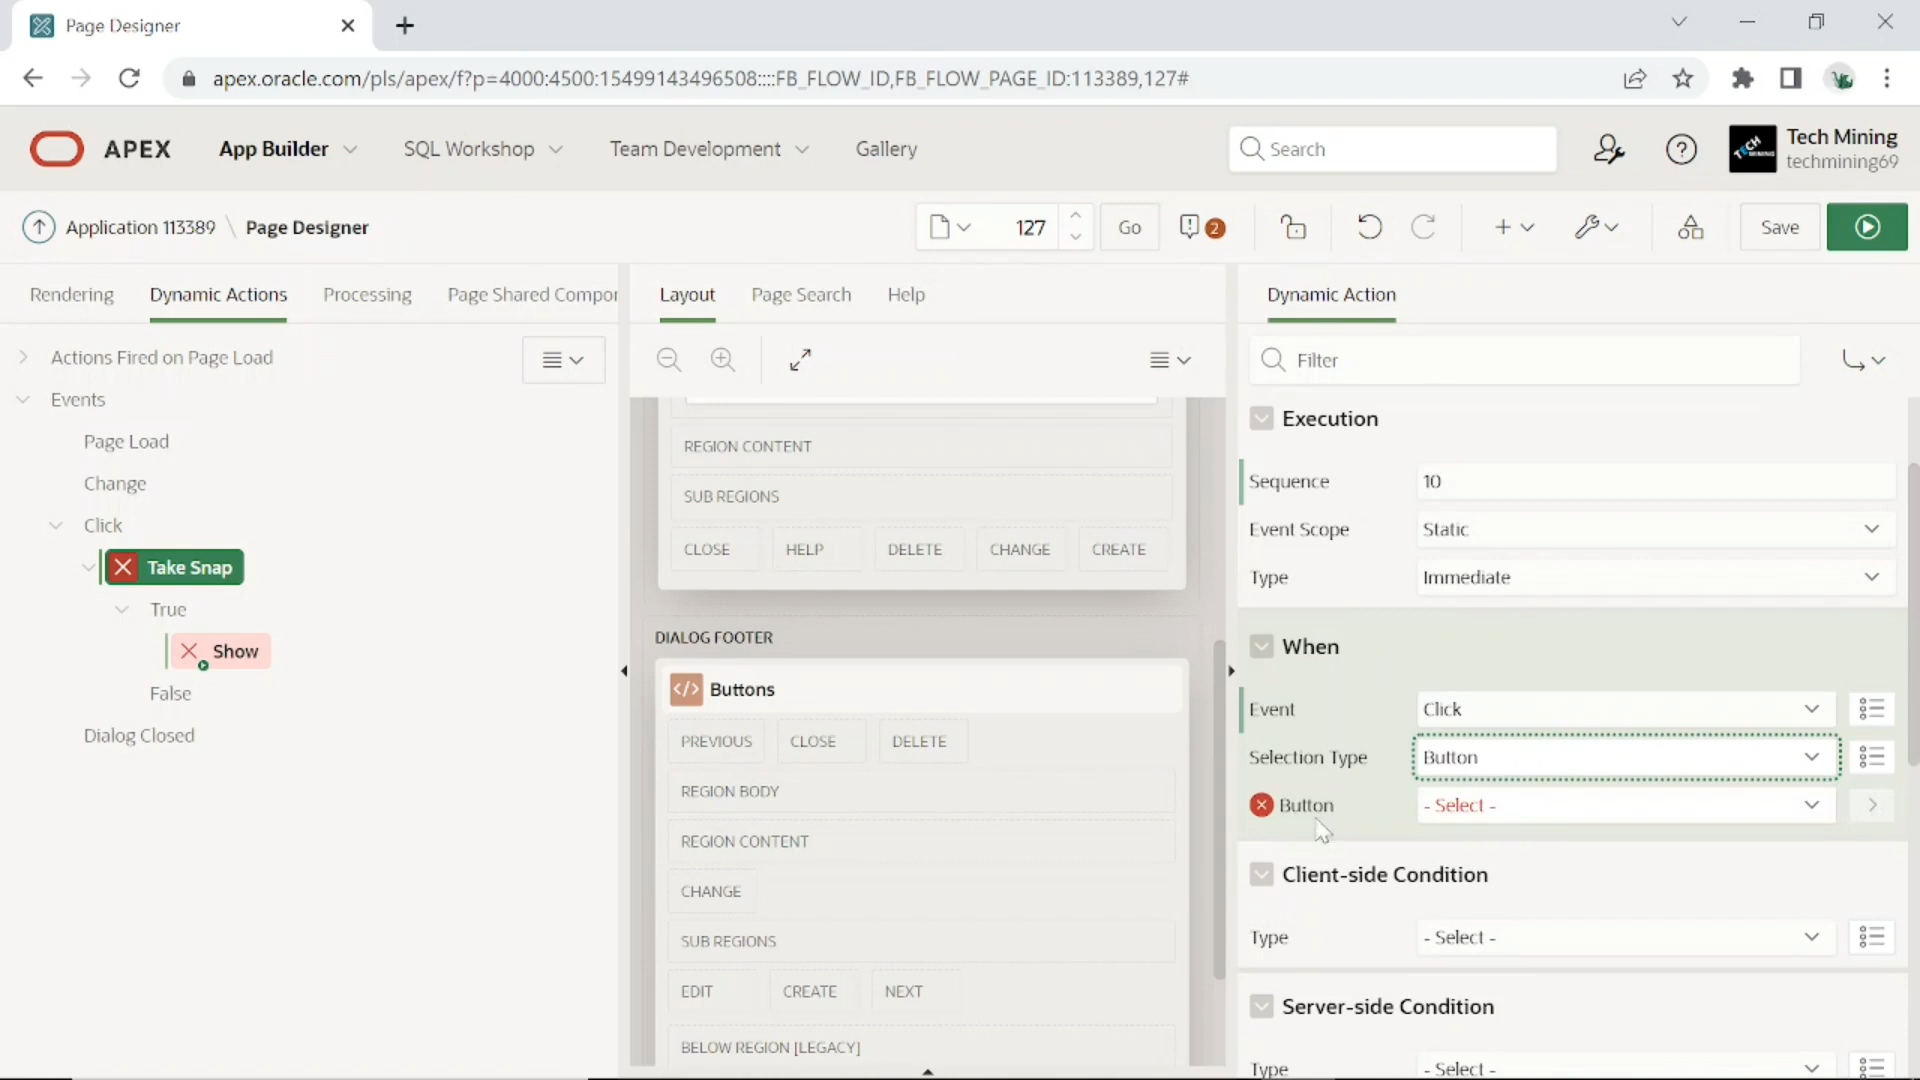 Page Designer
apex.oracle.com/pls/apex/f?p=4000:4500:15499143496508::::FB_FLOW_ID,FB_FLOW_PAGE_ID:113389,127#
APEX
App Builder
SQL Workshop
Team Development
Gallery
Search
Tech Mining
techmining69
Application 113389 \ Page Designer
127
Go
2
Save
Rendering
Dynamic Actions
Processing
Page Shared Compor
Layout
Page Search
Help
Dynamic Action
Actions Fired on Page Load
Events
Page Load
Change
Click
Take Snap
True
Show
False
Dialog Closed
REGION CONTENT
SUB REGIONS
CLOSE
HELP
DELETE
CHANGE
CREATE
DIALOG FOOTER
Buttons
PREVIOUS
CLOSE
DELETE
REGION BODY
REGION CONTENT
CHANGE
SUB REGIONS
EDIT
CREATE
NEXT
BELOW REGION [LEGACY]
Filter
Execution
Sequence 10
Event Scope Static
Type Immediate
When
Event Click
Selection Type Button
Button - Select -
Client-side Condition
Type - Select -
Server-side Condition
Type - Select -